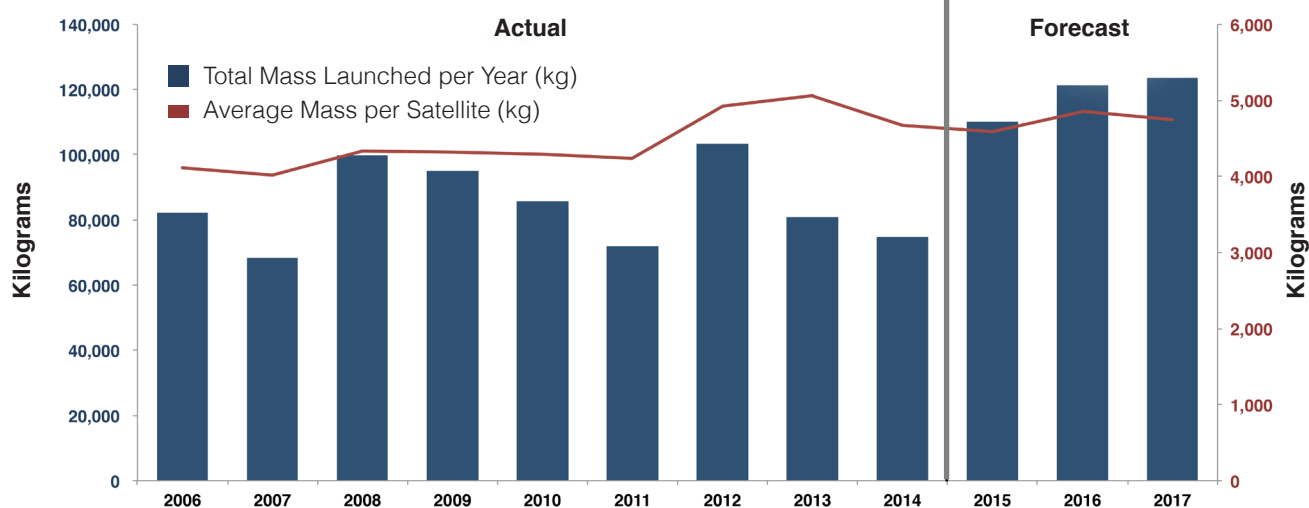 Actual
Forecast
Total Mass Launched per Year (kg)
Average Mass per Satellite (kg)
Kilograms
140,000
120,000
100,000
80,000
60,000
40,000
20,000
0
6,000
5,000
4,000
3,000
2,000
1,000
0
Kilograms
2006 2007 2008 2009 2010 2011 2012 2013 2014 2015 2016 2017